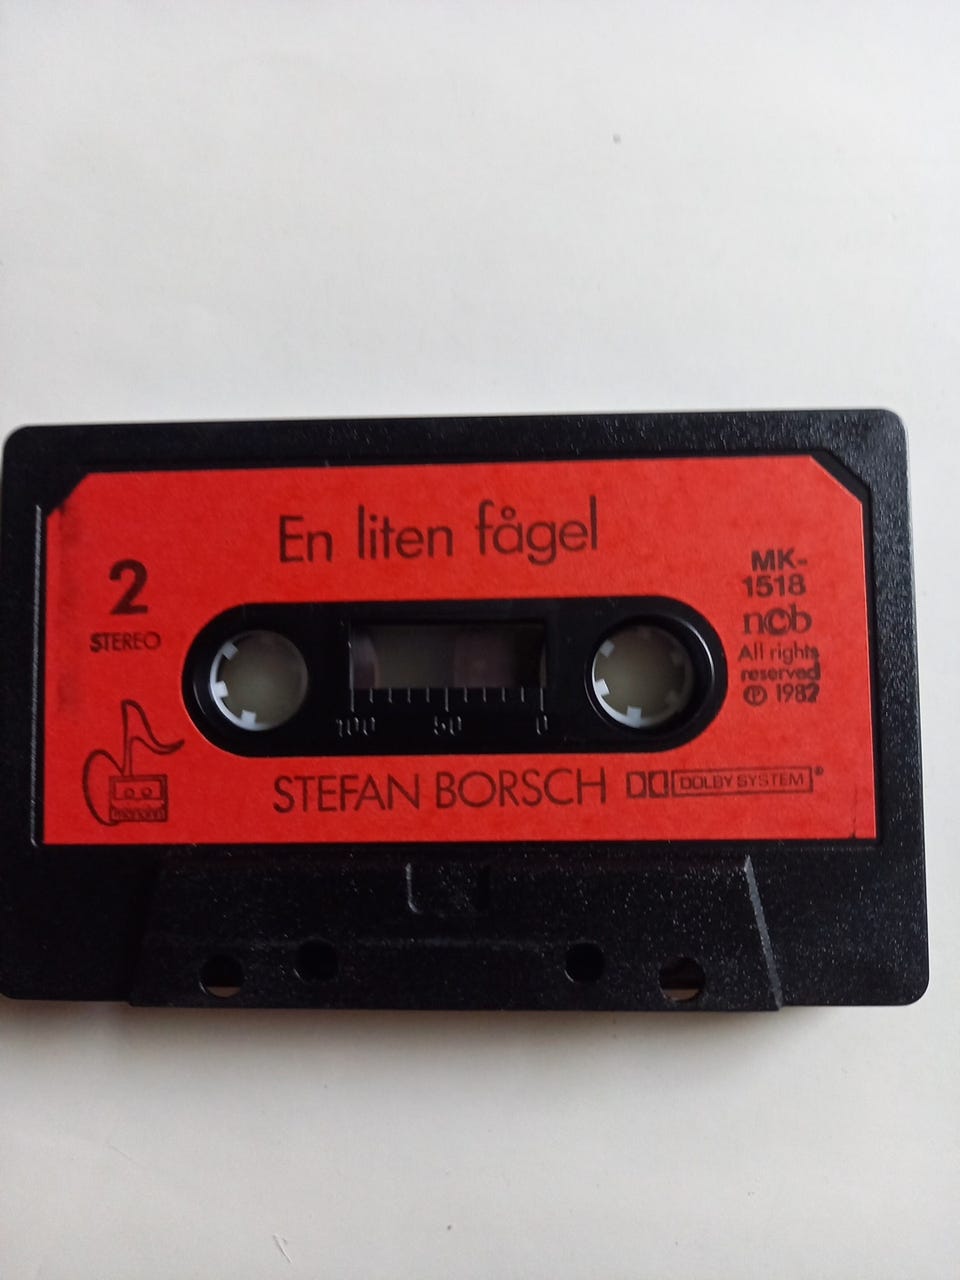 En liten fågel
2
STEREO
MK-
1518
ncb
All rights
reserved
℗ 1982
100 50 0
STEFAN BORSCH
DOLBY SYSTEM®